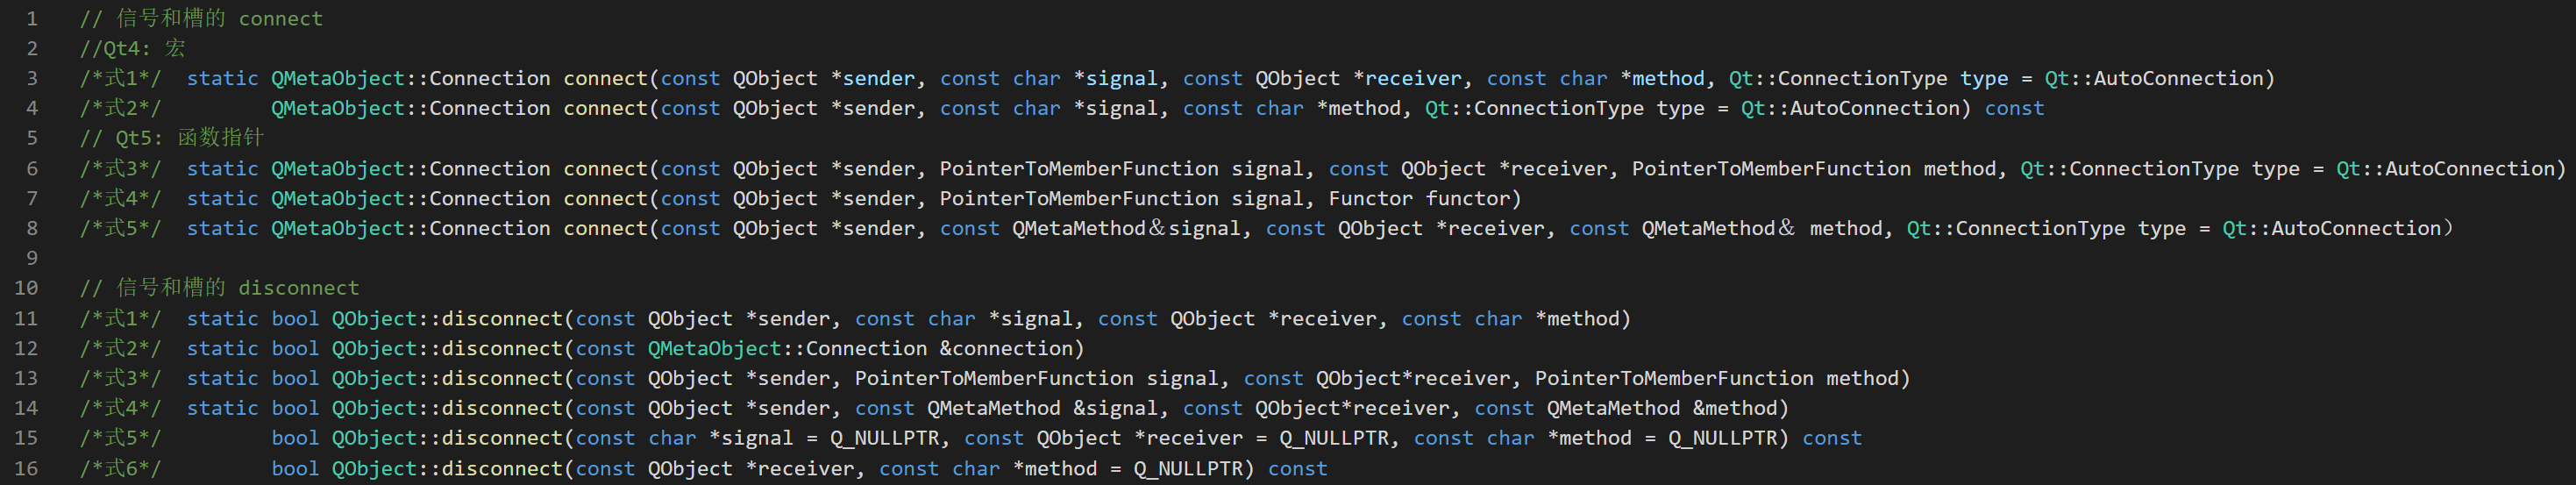 1 // 信号和槽的 connect
2 //Qt4: 宏
3 /*式1*/ static QMetaObject::Connection connect(const QObject *sender, const char *signal, const QObject *receiver, const char *method, Qt::ConnectionType type = Qt::AutoConnection)
4 /*式2*/ QMetaObject::Connection connect(const QObject *sender, const char *signal, const char *method, Qt::ConnectionType type = Qt::AutoConnection) const
5 // Qt5: 函数指针
6 /*式3*/ static QMetaObject::Connection connect(const QObject *sender, PointerToMemberFunction signal, const QObject *receiver, PointerToMemberFunction method, Qt::ConnectionType type = Qt::AutoConnection)
7 /*式4*/ static QMetaObject::Connection connect(const QObject *sender, PointerToMemberFunction signal, Functor functor)
8 /*式5*/ static QMetaObject::Connection connect(const QObject *sender, const QMetaMethod＆signal, const QObject *receiver, const QMetaMethod＆ method, Qt::ConnectionType type = Qt::AutoConnection）
9
10 // 信号和槽的 disconnect
11 /*式1*/ static bool QObject::disconnect(const QObject *sender, const char *signal, const QObject *receiver, const char *method)
12 /*式2*/ static bool QObject::disconnect(const QMetaObject::Connection &connection)
13 /*式3*/ static bool QObject::disconnect(const QObject *sender, PointerToMemberFunction signal, const QObject*receiver, PointerToMemberFunction method)
14 /*式4*/ static bool QObject::disconnect(const QObject *sender, const QMetaMethod &signal, const QObject*receiver, const QMetaMethod &method)
15 /*式5*/ bool QObject::disconnect(const char *signal = Q_NULLPTR, const QObject *receiver = Q_NULLPTR, const char *method = Q_NULLPTR) const
16 /*式6*/ bool QObject::disconnect(const QObject *receiver, const char *method = Q_NULLPTR) const